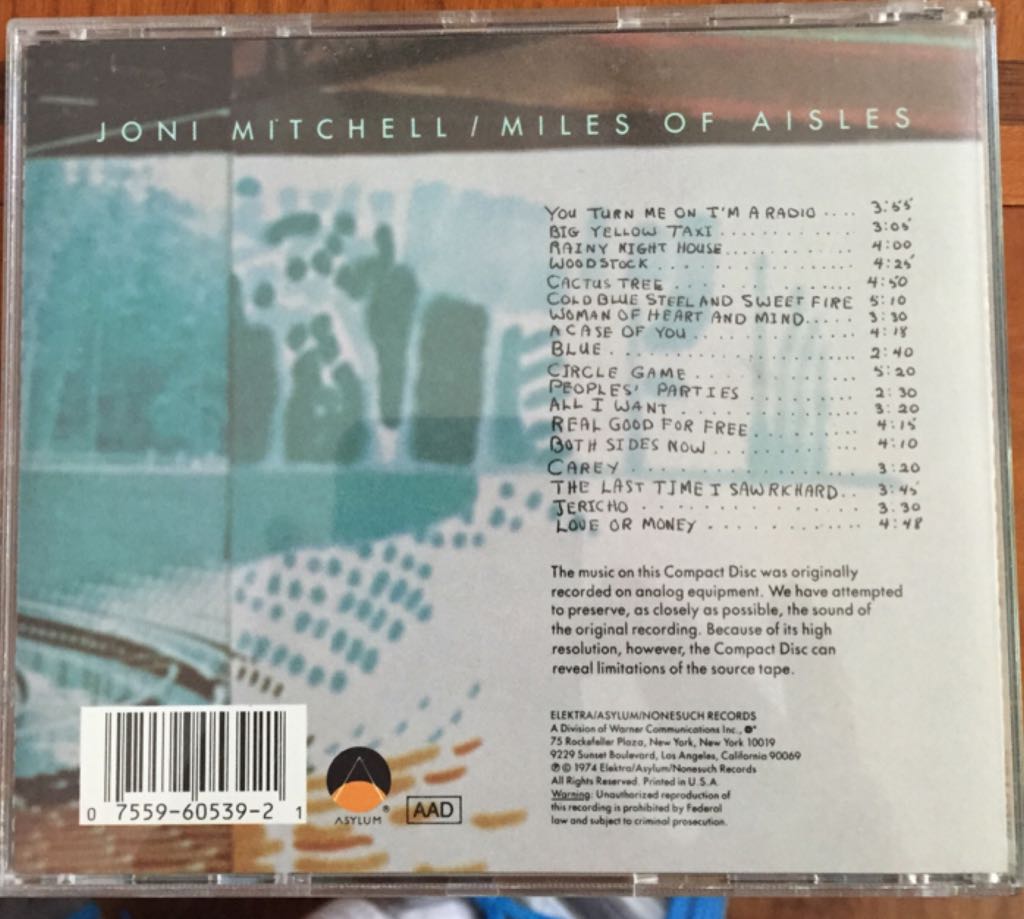 JONI MITCHELL / MILES OF AISLES
YOU TURN ME ON I'M A RADIO .... 3:55
BIG YELLOW TAXI ............ 3:05
RAINY NIGHT HOUSE........... 4:00
WOODSTOCK ................ 4:25
CACTUS TREE .............. 4:50
COLD BLUE STEEL AND SWEET FIRE 5:10
WOMAN OF HEART AND MIND..... 3:30
A CASE OF YOU ............. 4:18
BLUE .................... 2:40
CIRCLE GAME .............. 5:20
PEOPLES' PARTIES ......... 2:30
ALL I WANT .............. 3:20
REAL GOOD FOR FREE ......... 4:15
BOTH SIDES NOW ............ 4:10
CAREY .................. 3:20
THE LAST TIME I SAW RICHARD.. 3:45
JERICHO ................ 3:30
LOVE OR MONEY ............ 4:48
The music on this Compact Disc was originally
recorded on analog equipment. We have attempted
to preserve, as closely as possible, the sound of
the original recording. Because of its high
resolution, however, the Compact Disc can
reveal limitations of the source tape.
ELEKTRA/ASYLUM/NONESUCH RECORDS
A Division of Warner Communications Inc.,
75 Rockefeller Plaza, New York, New York 10019
9229 Sunset Boulevard, Los Angeles, California 90069
℗ © 1974 Elektra/Asylum/Nonesuch Records
All Rights Reserved. Printed in U.S.A.
Warning: Unauthorized reproduction of
this recording is prohibited by Federal
law and subject to criminal prosecution.
0 7559-60539-2 1
ASYLUM ®
AAD